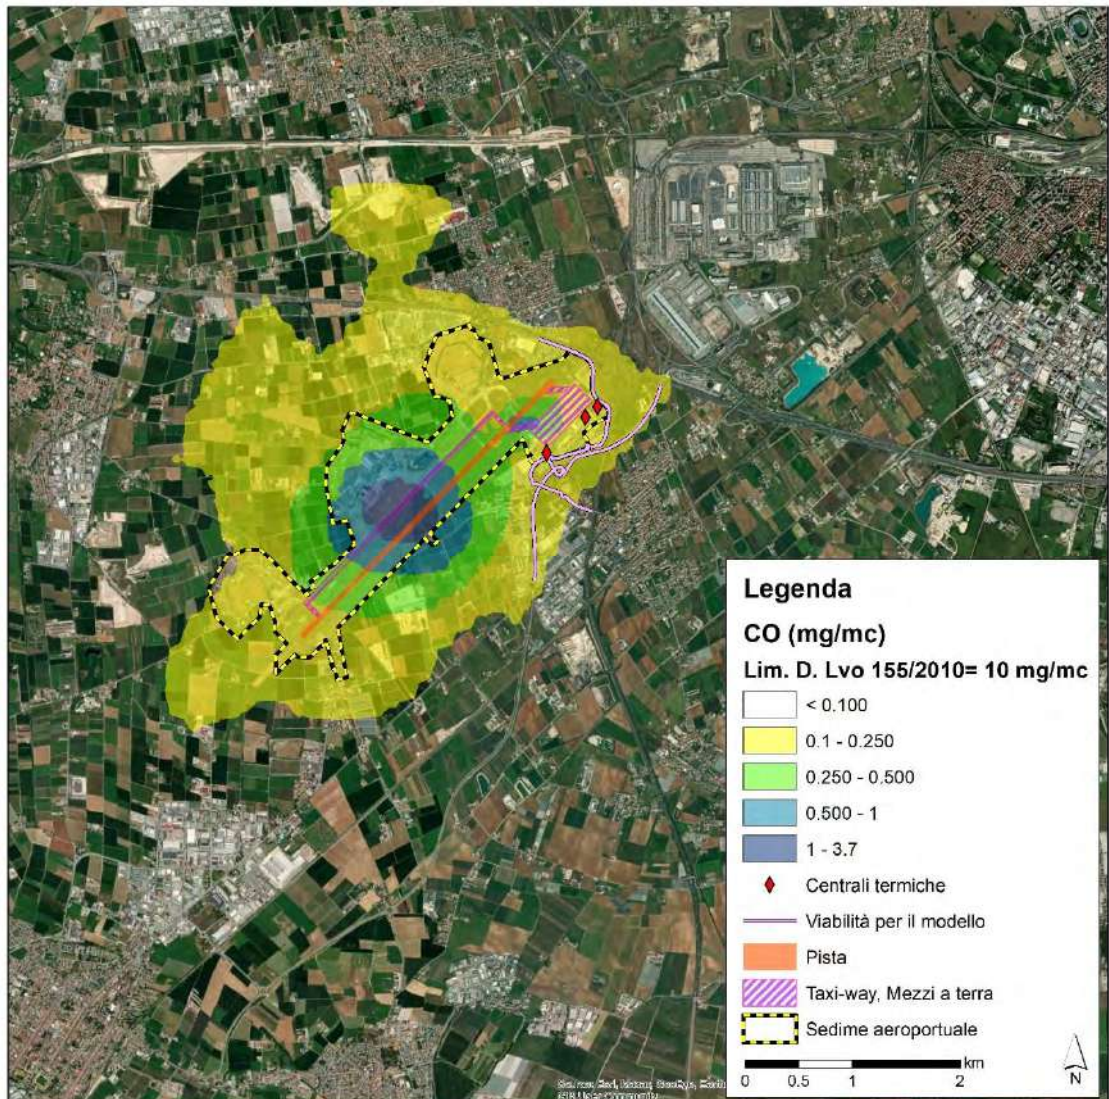 Legenda
CO (mg/mc)
Lim. D. Lvo 155/2010= 10 mg/mc
< 0.100
0.1 - 0.250
0.250 - 0.500
0.500 - 1
1 - 3.7
Centrali termiche
Viabilità per il modello
Pista
Taxi-way, Mezzi a terra
Sedime aeroportuale
km
0 0.5 1 2
N